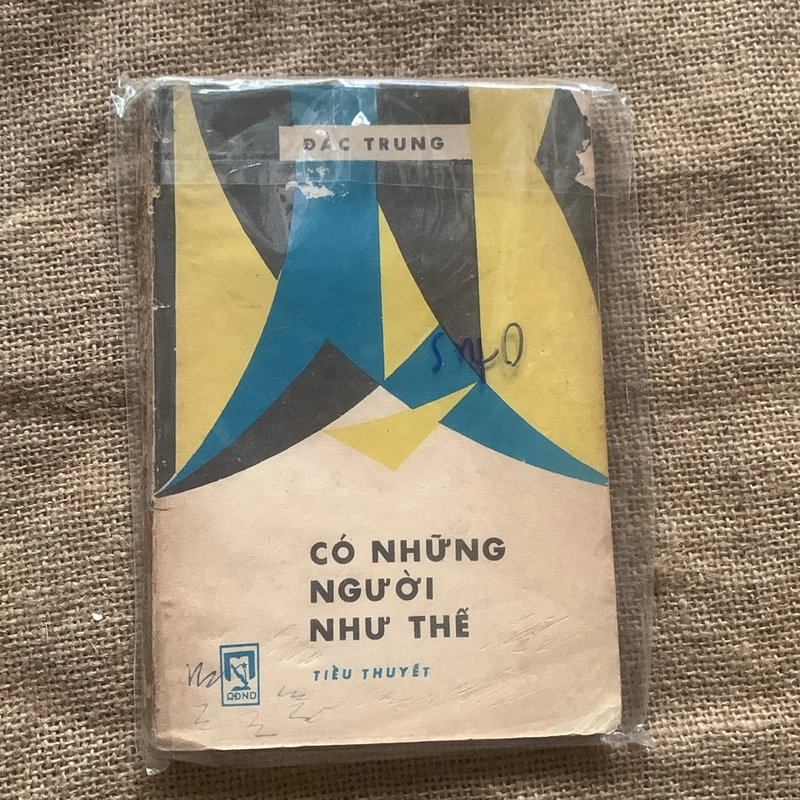 ĐẮC TRUNG
CÓ NHỮNG
NGƯỜI
NHƯ THẾ
TIỂU THUYẾT
QĐND